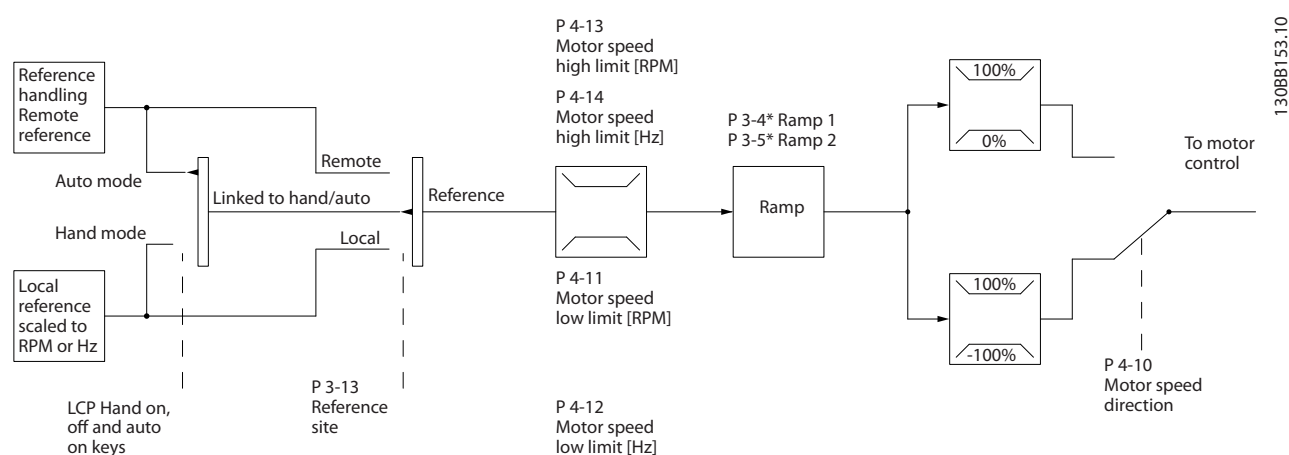 Reference
handling
Remote
reference
Auto mode
Hand mode
Local
reference
scaled to
RPM or Hz
LCP Hand on,
off and auto
on keys
Linked to hand/auto
Remote
Local
P 3-13
Reference
site
Reference
P 4-13
Motor speed
high limit [RPM]
P 4-14
Motor speed
high limit [Hz]
P 4-11
Motor speed
low limit [RPM]
P 4-12
Motor speed
low limit [Hz]
P 3-4* Ramp 1
P 3-5* Ramp 2
Ramp
100%
0%
100%
-100%
To motor
control
P 4-10
Motor speed
direction
130BB153.10